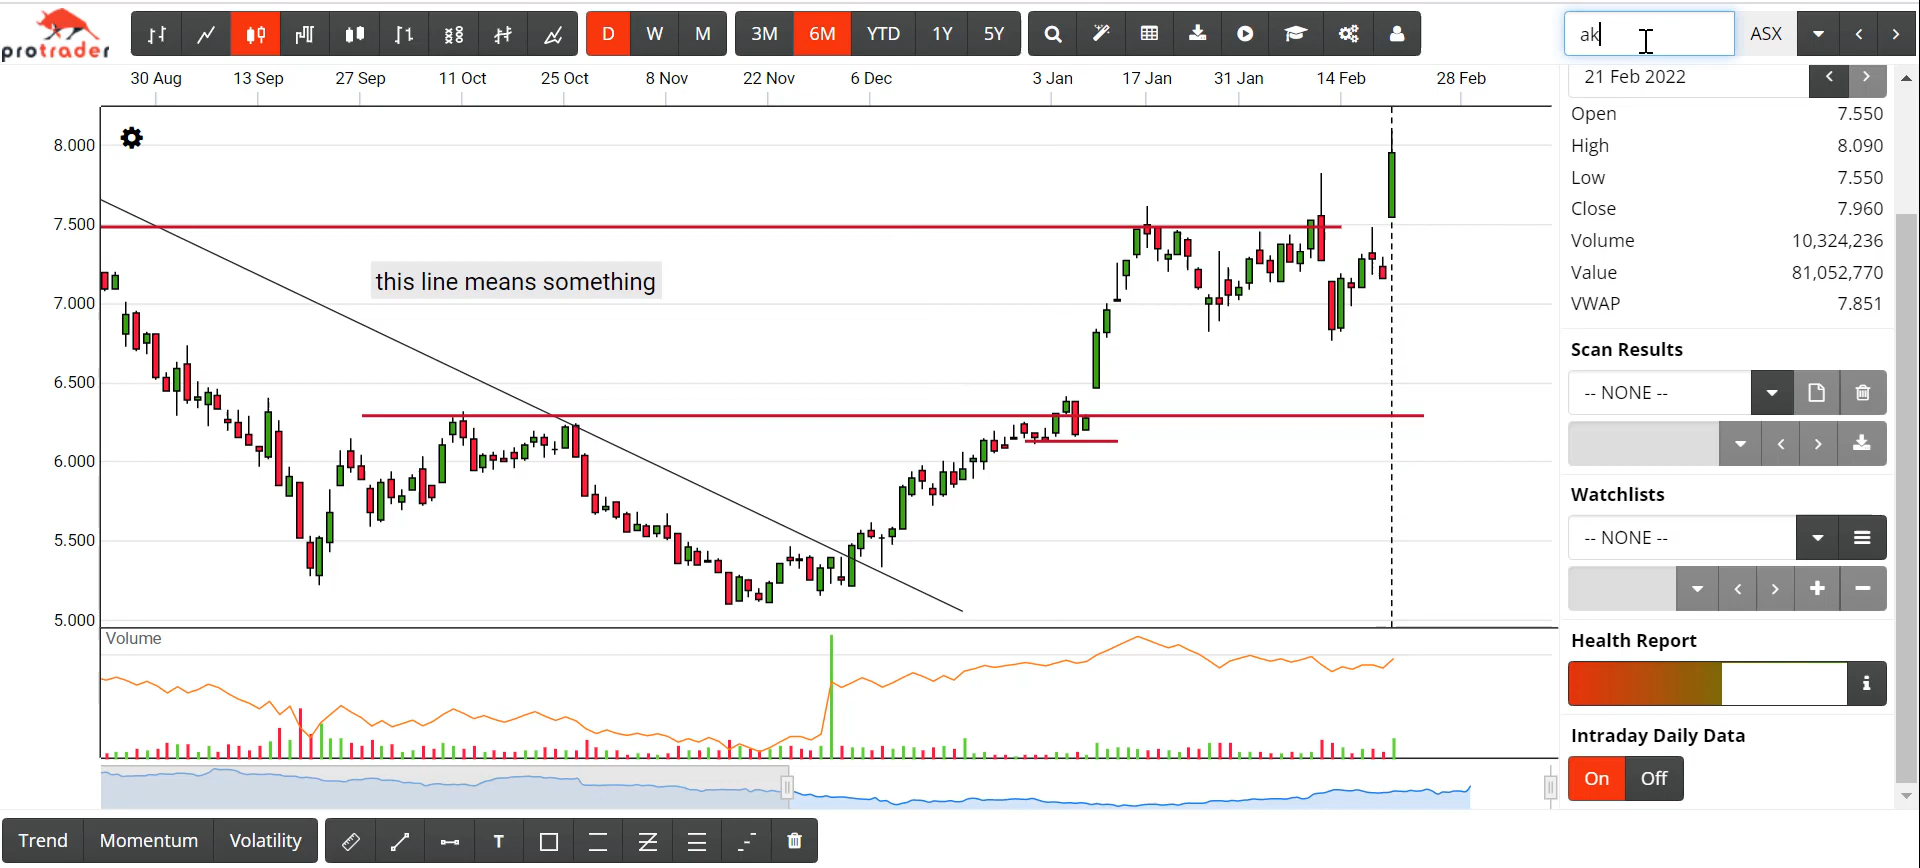 protrader
D W M 3M 6M YTD 1Y 5Y
ak ASX
30 Aug 13 Sep 27 Sep 11 Oct 25 Oct 8 Nov 22 Nov 6 Dec 3 Jan 17 Jan 31 Jan 14 Feb 28 Feb
8.000
7.500
7.000
6.500
6.000
5.500
5.000
this line means something
Volume
21 Feb 2022
Open 7.550
High 8.090
Low 7.550
Close 7.960
Volume 10,324,236
Value 81,052,770
VWAP 7.851
Scan Results
-- NONE --
Watchlists
-- NONE --
Health Report
i
Intraday Daily Data
On Off
Trend Momentum Volatility T